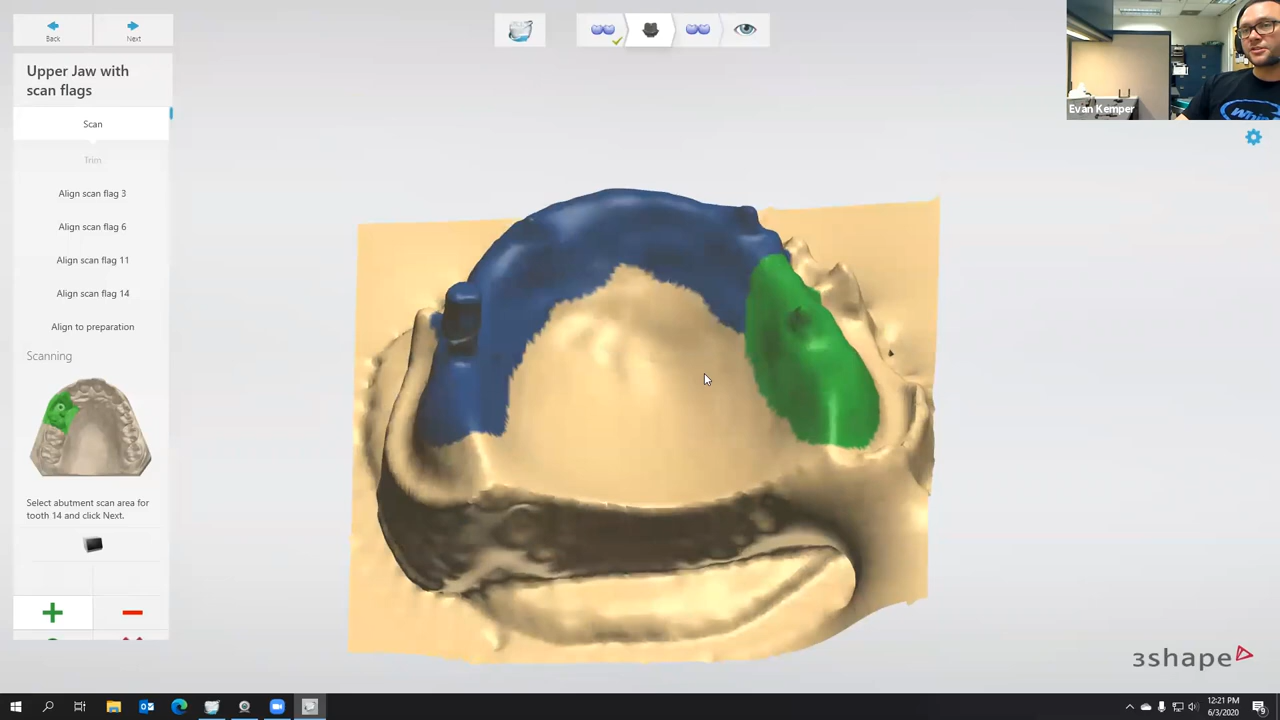 Back
Next
Upper Jaw with
scan flags
Scan
Trim
Align scan flag 3
Align scan flag 6
Align scan flag 11
Align scan flag 14
Align to preparation
Scanning
Select abutment scan area for
tooth 14 and click Next.
Evan Kemper
3shape
12:21 PM
6/3/2020